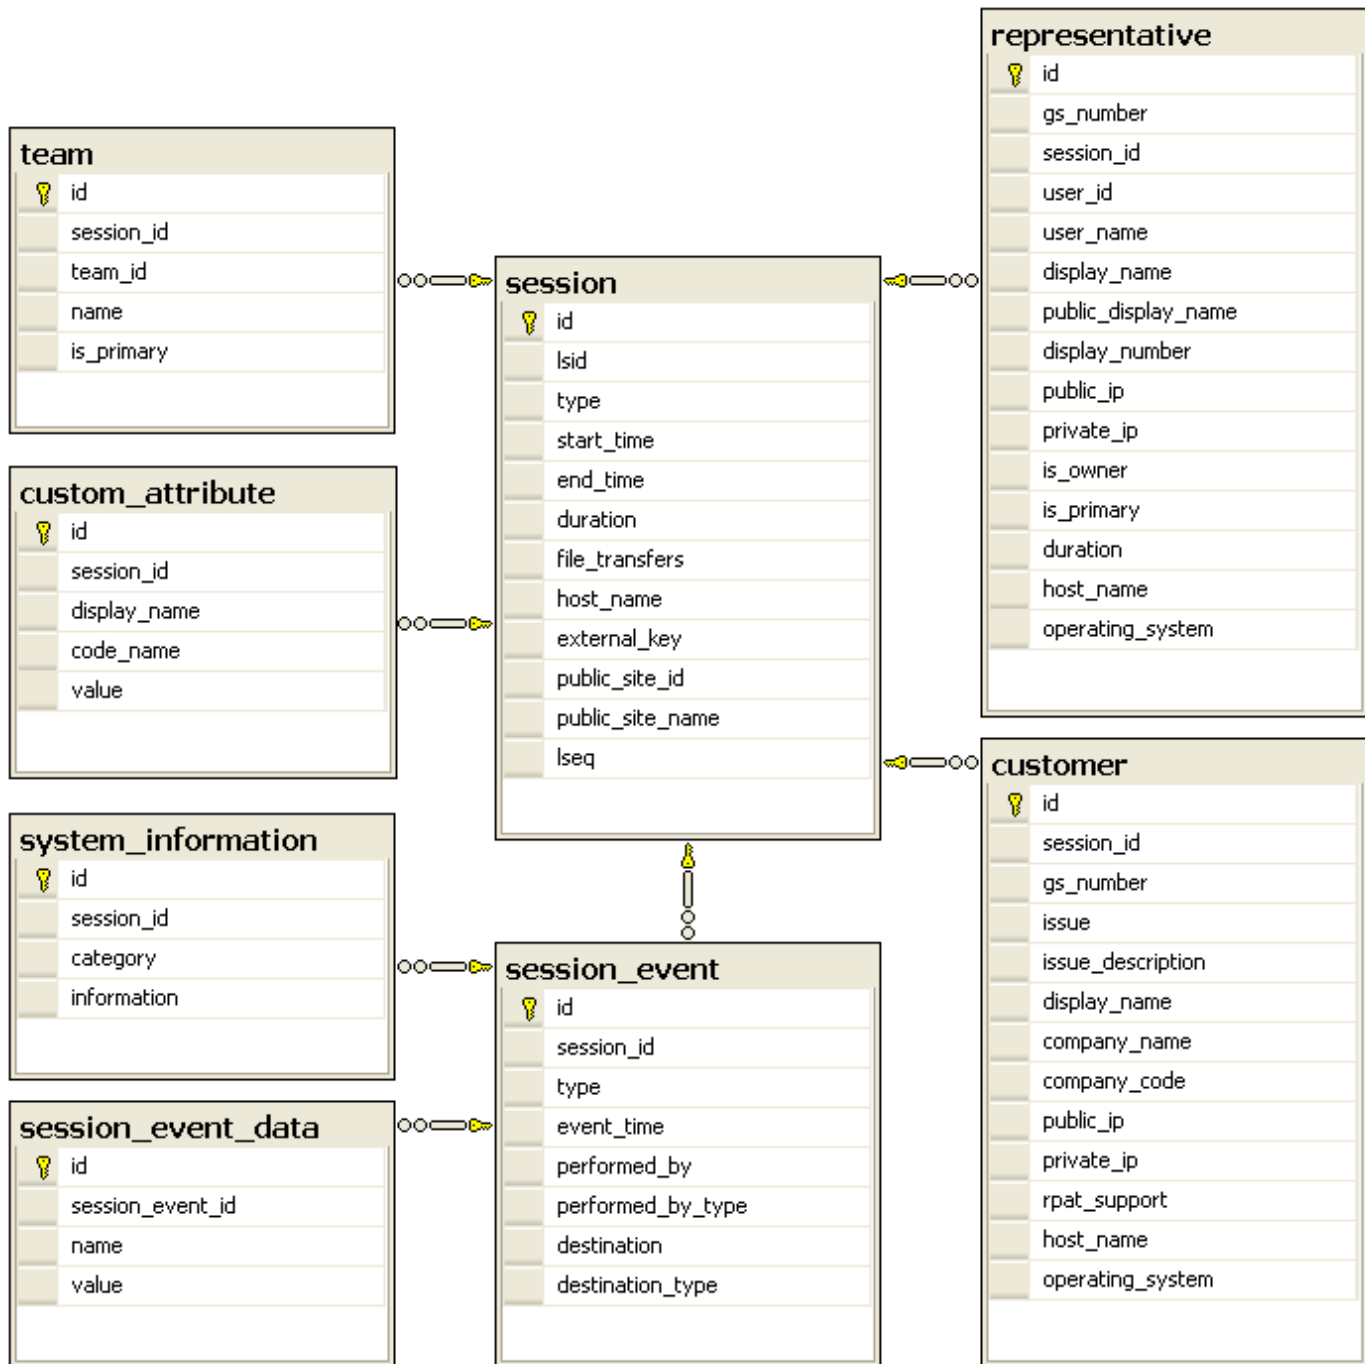 team
id
session_id
team_id
name
is_primary
custom_attribute
id
session_id
display_name
code_name
value
system_information
id
session_id
category
information
session_event_data
id
session_event_id
name
value
session
id
lsid
type
start_time
end_time
duration
file_transfers
host_name
external_key
public_site_id
public_site_name
lseq
session_event
id
session_id
type
event_time
performed_by
performed_by_type
destination
destination_type
representative
id
gs_number
session_id
user_id
user_name
display_name
public_display_name
display_number
public_ip
private_ip
is_owner
is_primary
duration
host_name
operating_system
customer
id
session_id
gs_number
issue
issue_description
display_name
company_name
company_code
public_ip
private_ip
rpat_support
host_name
operating_system